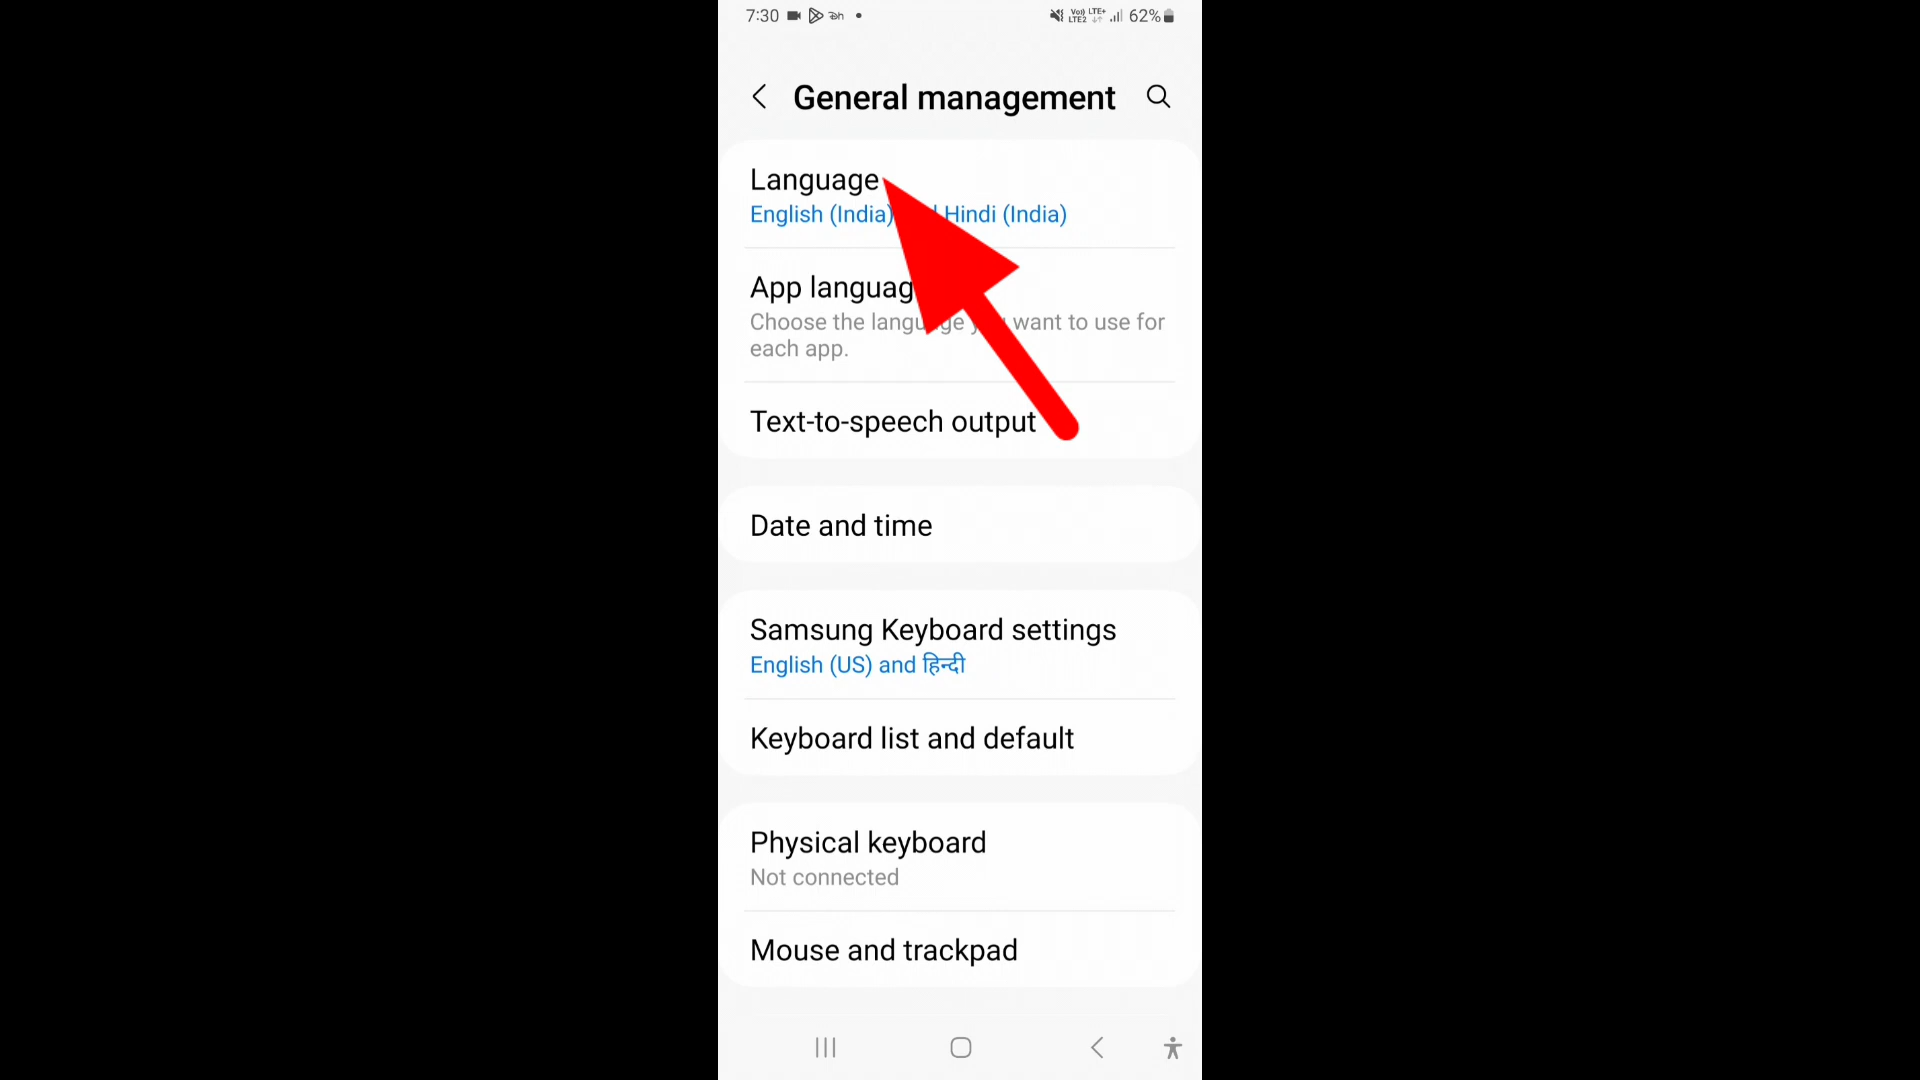 7:30 62%
General management
Language
English (India) Hindi (India)
App languag
Choose the language you want to use for
each app.
Text-to-speech output
Date and time
Samsung Keyboard settings
English (US) and हिन्दी
Keyboard list and default
Physical keyboard
Not connected
Mouse and trackpad